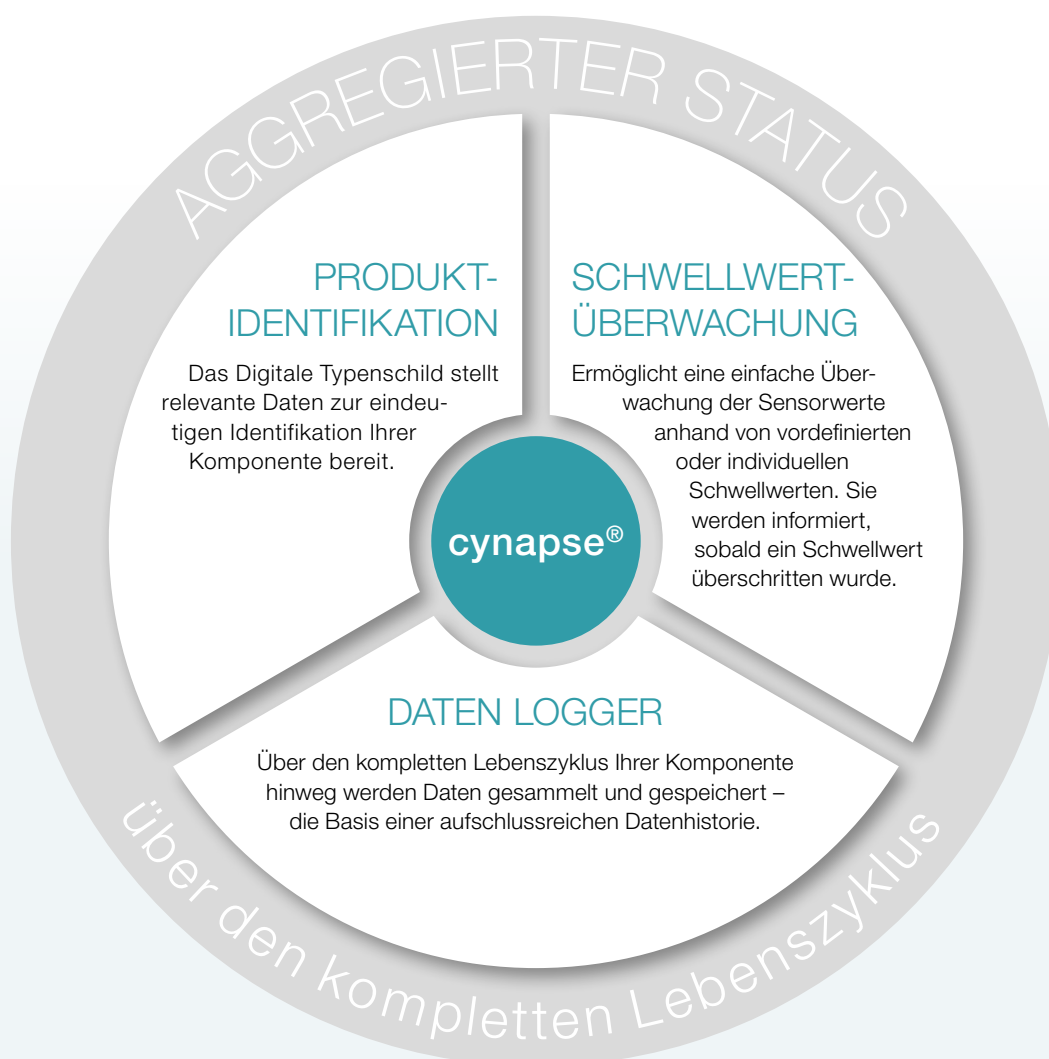 AGGREGIERTER STATUS
PRODUKT-
IDENTIFIKATION
Das Digitale Typenschild stellt
relevante Daten zur eindeu-
tigen Identifikation Ihrer
Komponente bereit.
SCHWELLWERT-
ÜBERWACHUNG
Ermöglicht eine einfache Über-
wachung der Sensorwerte
anhand von vordefinierten
oder individuellen
Schwellwerten. Sie
werden informiert,
sobald ein Schwellwert
überschritten wurde.
cynapse®
DATEN LOGGER
Über den kompletten Lebenszyklus Ihrer Komponente
hinweg werden Daten gesammelt und gespeichert –
die Basis einer aufschlussreichen Datenhistorie.
über den kompletten Lebenszyklus